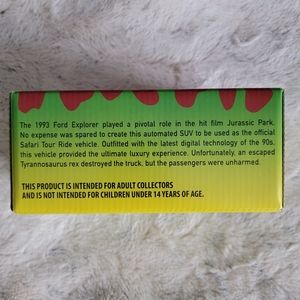 The 1993 Ford Explorer played a pivotal role in the hit film Jurassic Park.
No expense was spared to create this automated SUV to be used as the official
Safari Tour Ride vehicle. Outfitted with the latest digital technology of the 90s,
this vehicle provided the ultimate luxury experience. Unfortunately, an escaped
Tyrannosaurus rex destroyed the truck, but the passengers were unharmed.
THIS PRODUCT IS INTENDED FOR ADULT COLLECTORS
AND IS NOT INTENDED FOR CHILDREN UNDER 14 YEARS OF AGE.